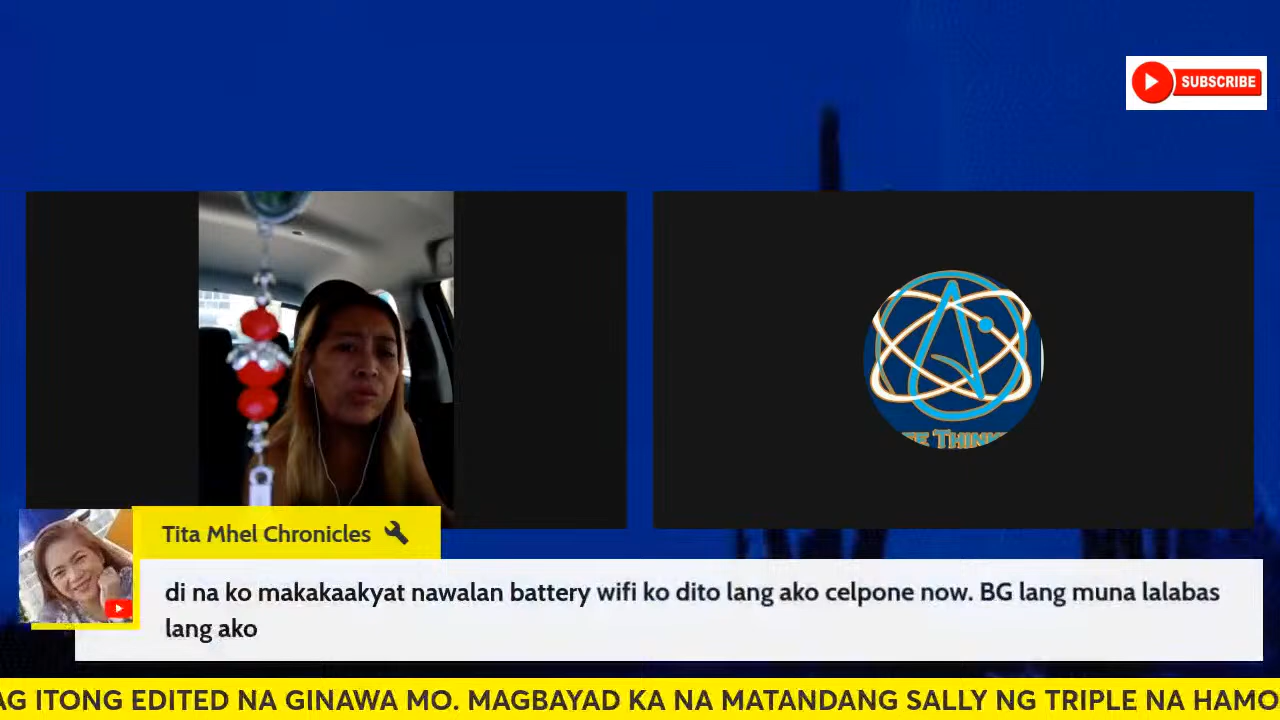 SUBSCRIBE
THINK
Tita Mhel Chronicles
di na ko makakaakyat nawalan battery wifi ko dito lang ako celpone now. BG lang muna lalabas
lang ako
AG ITONG EDITED NA GINAWA MO. MAGBAYAD KA NA MATANDANG SALLY NG TRIPLE NA HAMO